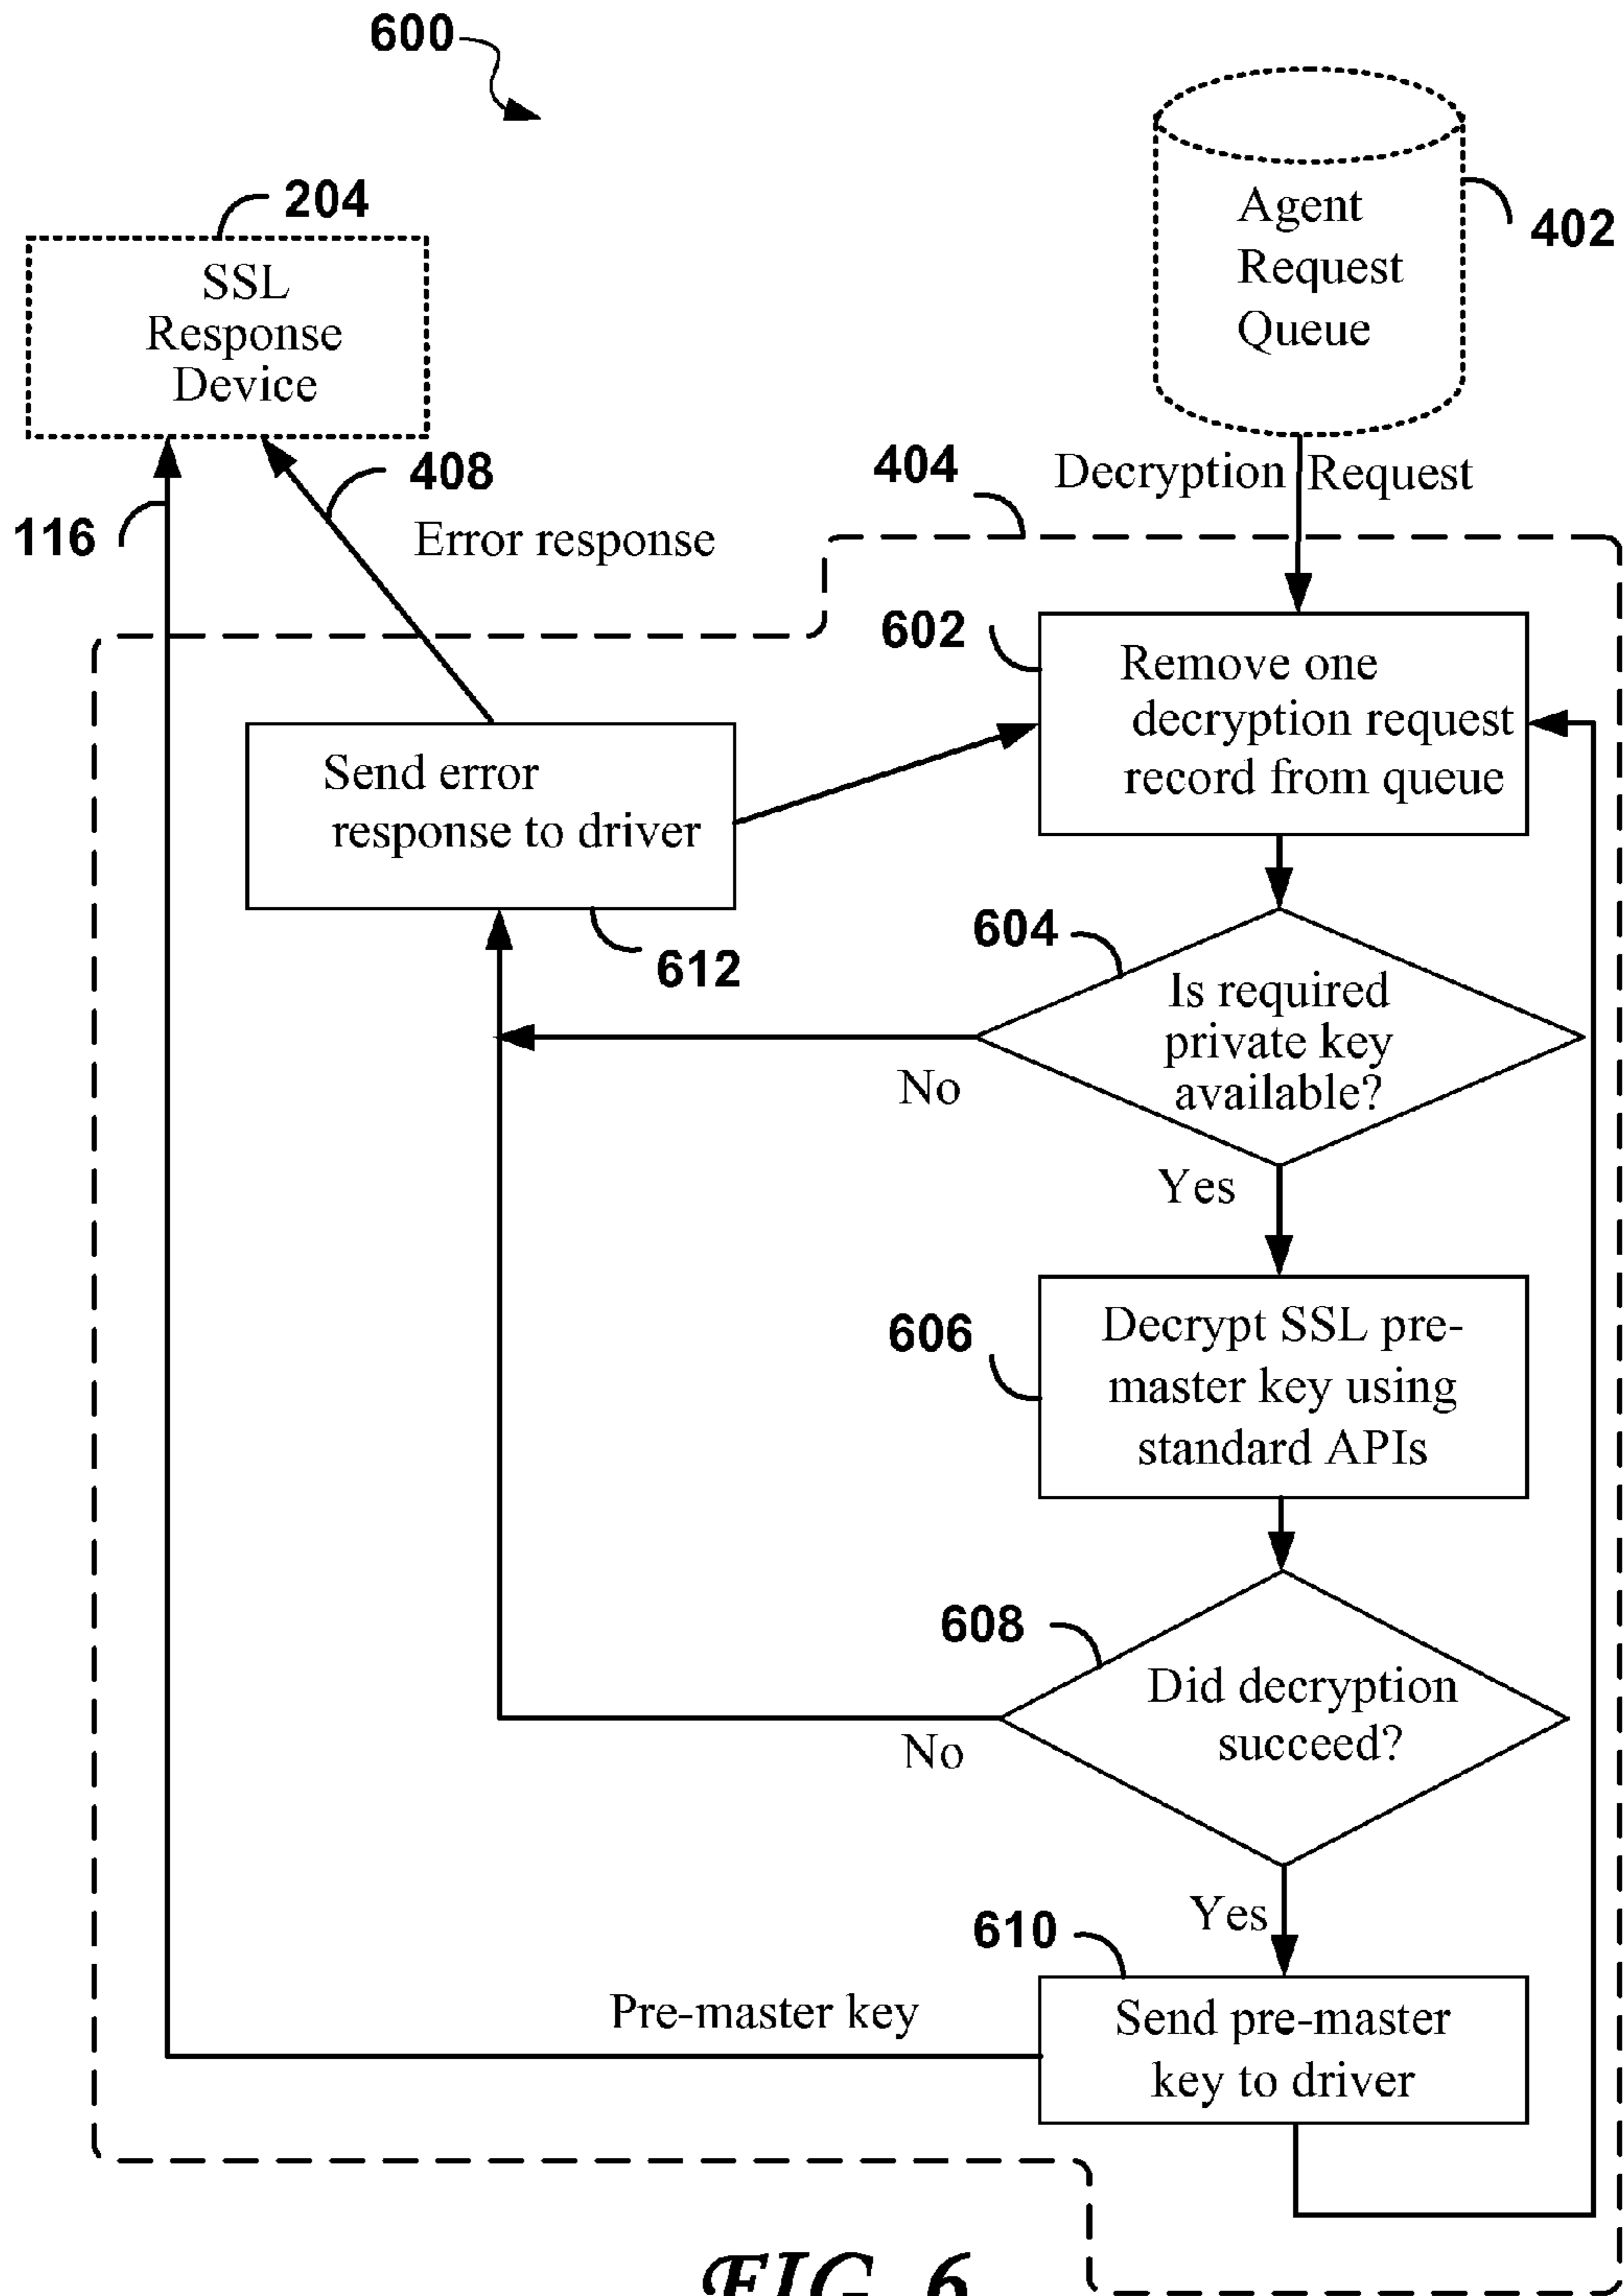 600
204
SSL
Response
Device
Agent
Request
Queue
402
408
404
Decryption Request
116
Error response
602
Remove one
decryption request
record from queue
Send error
response to driver
612
604
Is required
private key
available?
No
Yes
606
Decrypt SSL pre-
master key using
standard APIs
608
Did decryption
succeed?
No
Yes
610
Pre-master key
Send pre-master
key to driver
FIG. 6